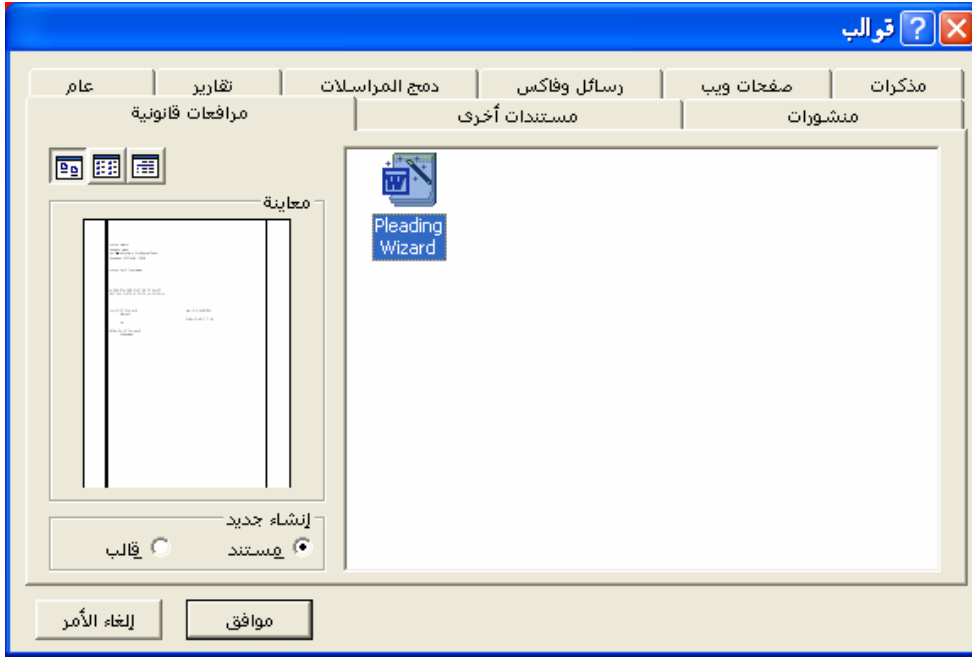 قوالب
عام تقارير دمج المراسلات رسائل وفاكس صفحات ويب مذكرات
مرافعات قانونية مستندات أخرى منشورات
معاينة
Pleading
Wizard
إنشاء جديد
مستند
قالب
موافق
إلغاء الأمر